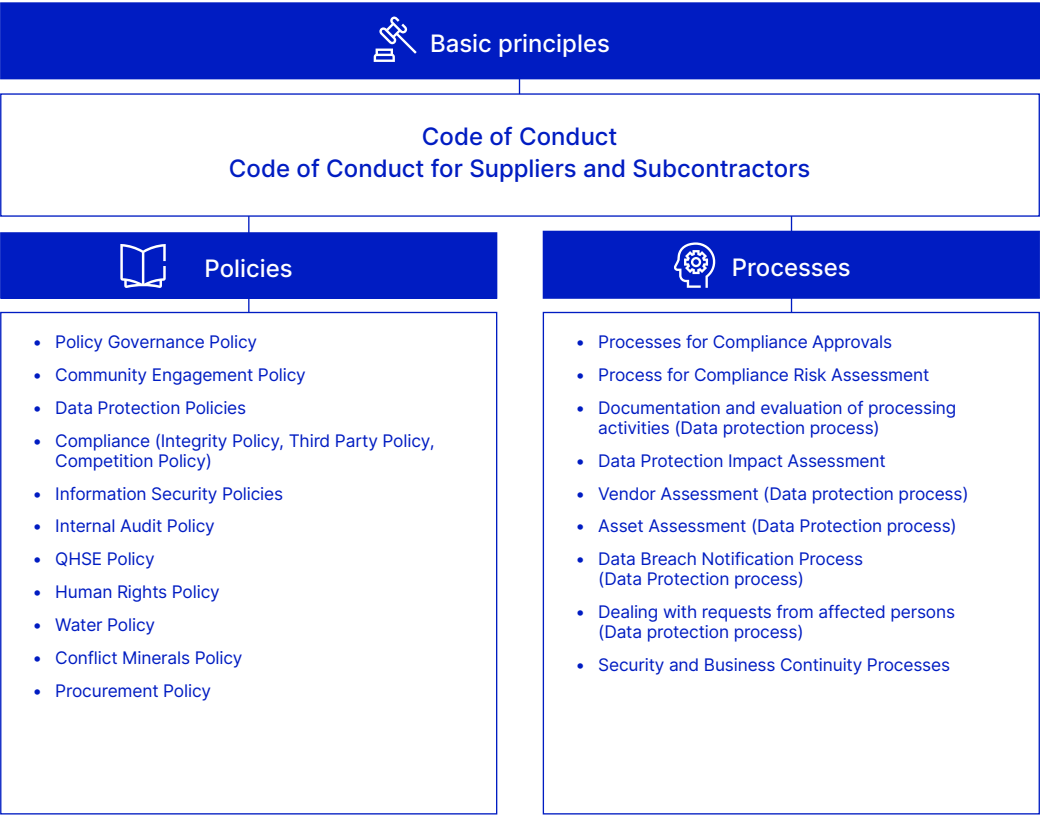 Basic principles
Code of Conduct
Code of Conduct for Suppliers and Subcontractors
Policies
• Policy Governance Policy
• Community Engagement Policy
• Data Protection Policies
• Compliance (Integrity Policy, Third Party Policy,
Competition Policy)
• Information Security Policies
• Internal Audit Policy
• QHSE Policy
• Human Rights Policy
• Water Policy
• Conflict Minerals Policy
• Procurement Policy
Processes
• Processes for Compliance Approvals
• Process for Compliance Risk Assessment
• Documentation and evaluation of processing
activities (Data protection process)
• Data Protection Impact Assessment
• Vendor Assessment (Data protection process)
• Asset Assessment (Data Protection process)
• Data Breach Notification Process
(Data Protection process)
• Dealing with requests from affected persons
(Data protection process)
• Security and Business Continuity Processes